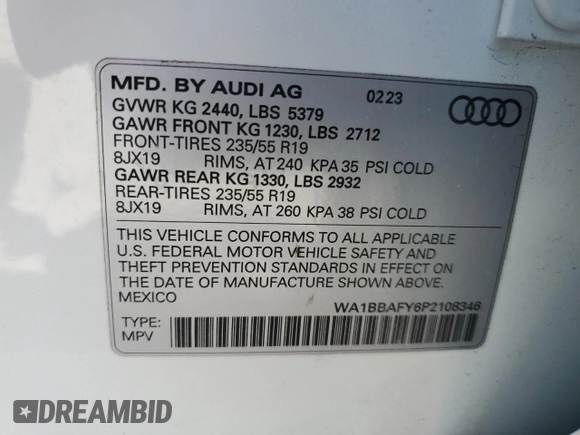 MFD. BY AUDI AG 0223
GVWR KG 2440, LBS 5379
GAWR FRONT KG 1230, LBS 2712
FRONT-TIRES 235/55 R19
8JX19 RIMS, AT 240 KPA 35 PSI COLD
GAWR REAR KG 1330, LBS 2932
REAR-TIRES 235/55 R19
8JX19 RIMS, AT 260 KPA 38 PSI COLD
THIS VEHICLE CONFORMS TO ALL APPLICABLE
U.S. FEDERAL MOTOR VEHICLE SAFETY AND
THEFT PREVENTION STANDARDS IN EFFECT ON
THE DATE OF MANUFACTURE SHOWN ABOVE.
MEXICO WA1BBAFY6P2108346
TYPE:
MPV
DREAMBID